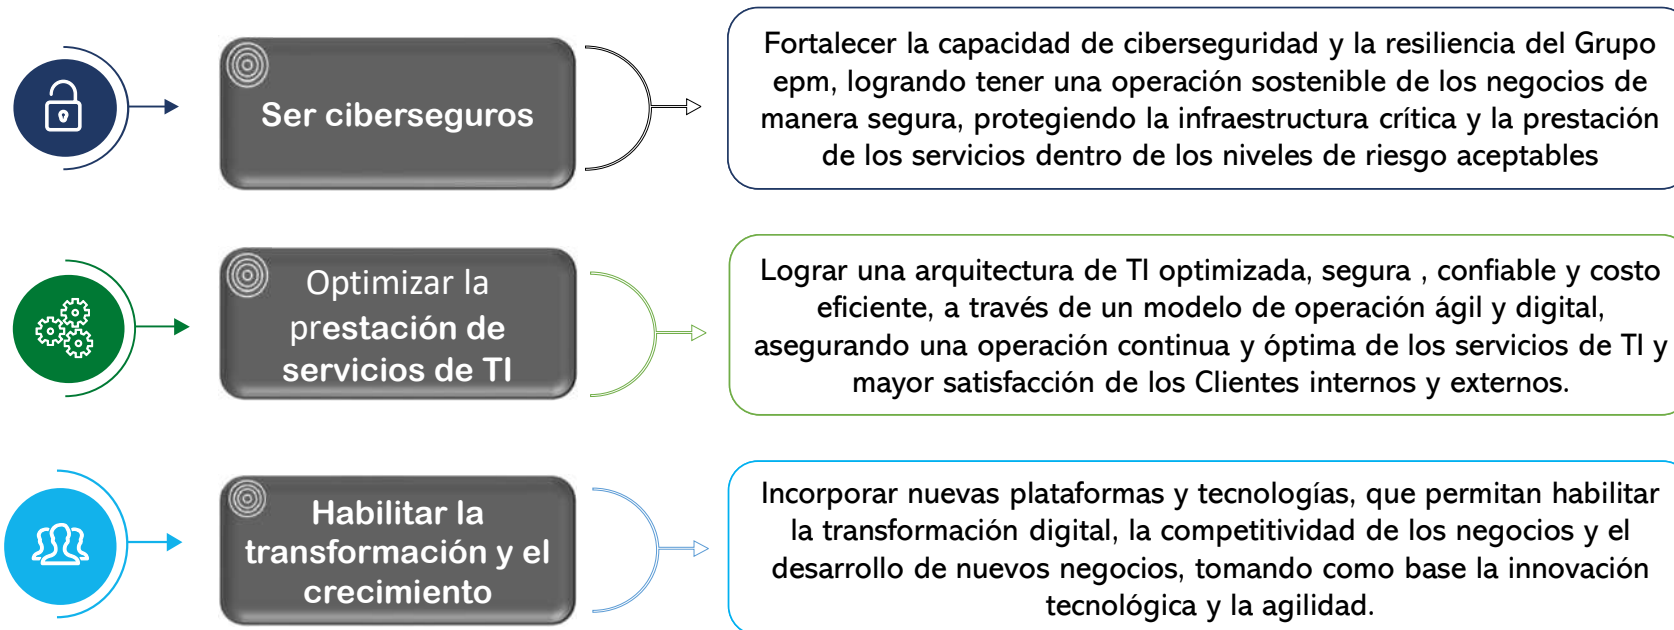 Ser ciberseguros
Fortalecer la capacidad de ciberseguridad y la resiliencia del Grupo
epm, logrando tener una operación sostenible de los negocios de
manera segura, protegiendo la infraestructura crítica y la prestación
de los servicios dentro de los niveles de riesgo aceptables
Optimizar la
prestación de
servicios de TI
Lograr una arquitectura de TI optimizada, segura , confiable y costo
eficiente, a través de un modelo de operación ágil y digital,
asegurando una operación continua y óptima de los servicios de TI y
mayor satisfacción de los Clientes internos y externos.
Habilitar la
transformación y el
crecimiento
Incorporar nuevas plataformas y tecnologías, que permitan habilitar
la transformación digital, la competitividad de los negocios y el
desarrollo de nuevos negocios, tomando como base la innovación
tecnológica y la agilidad.